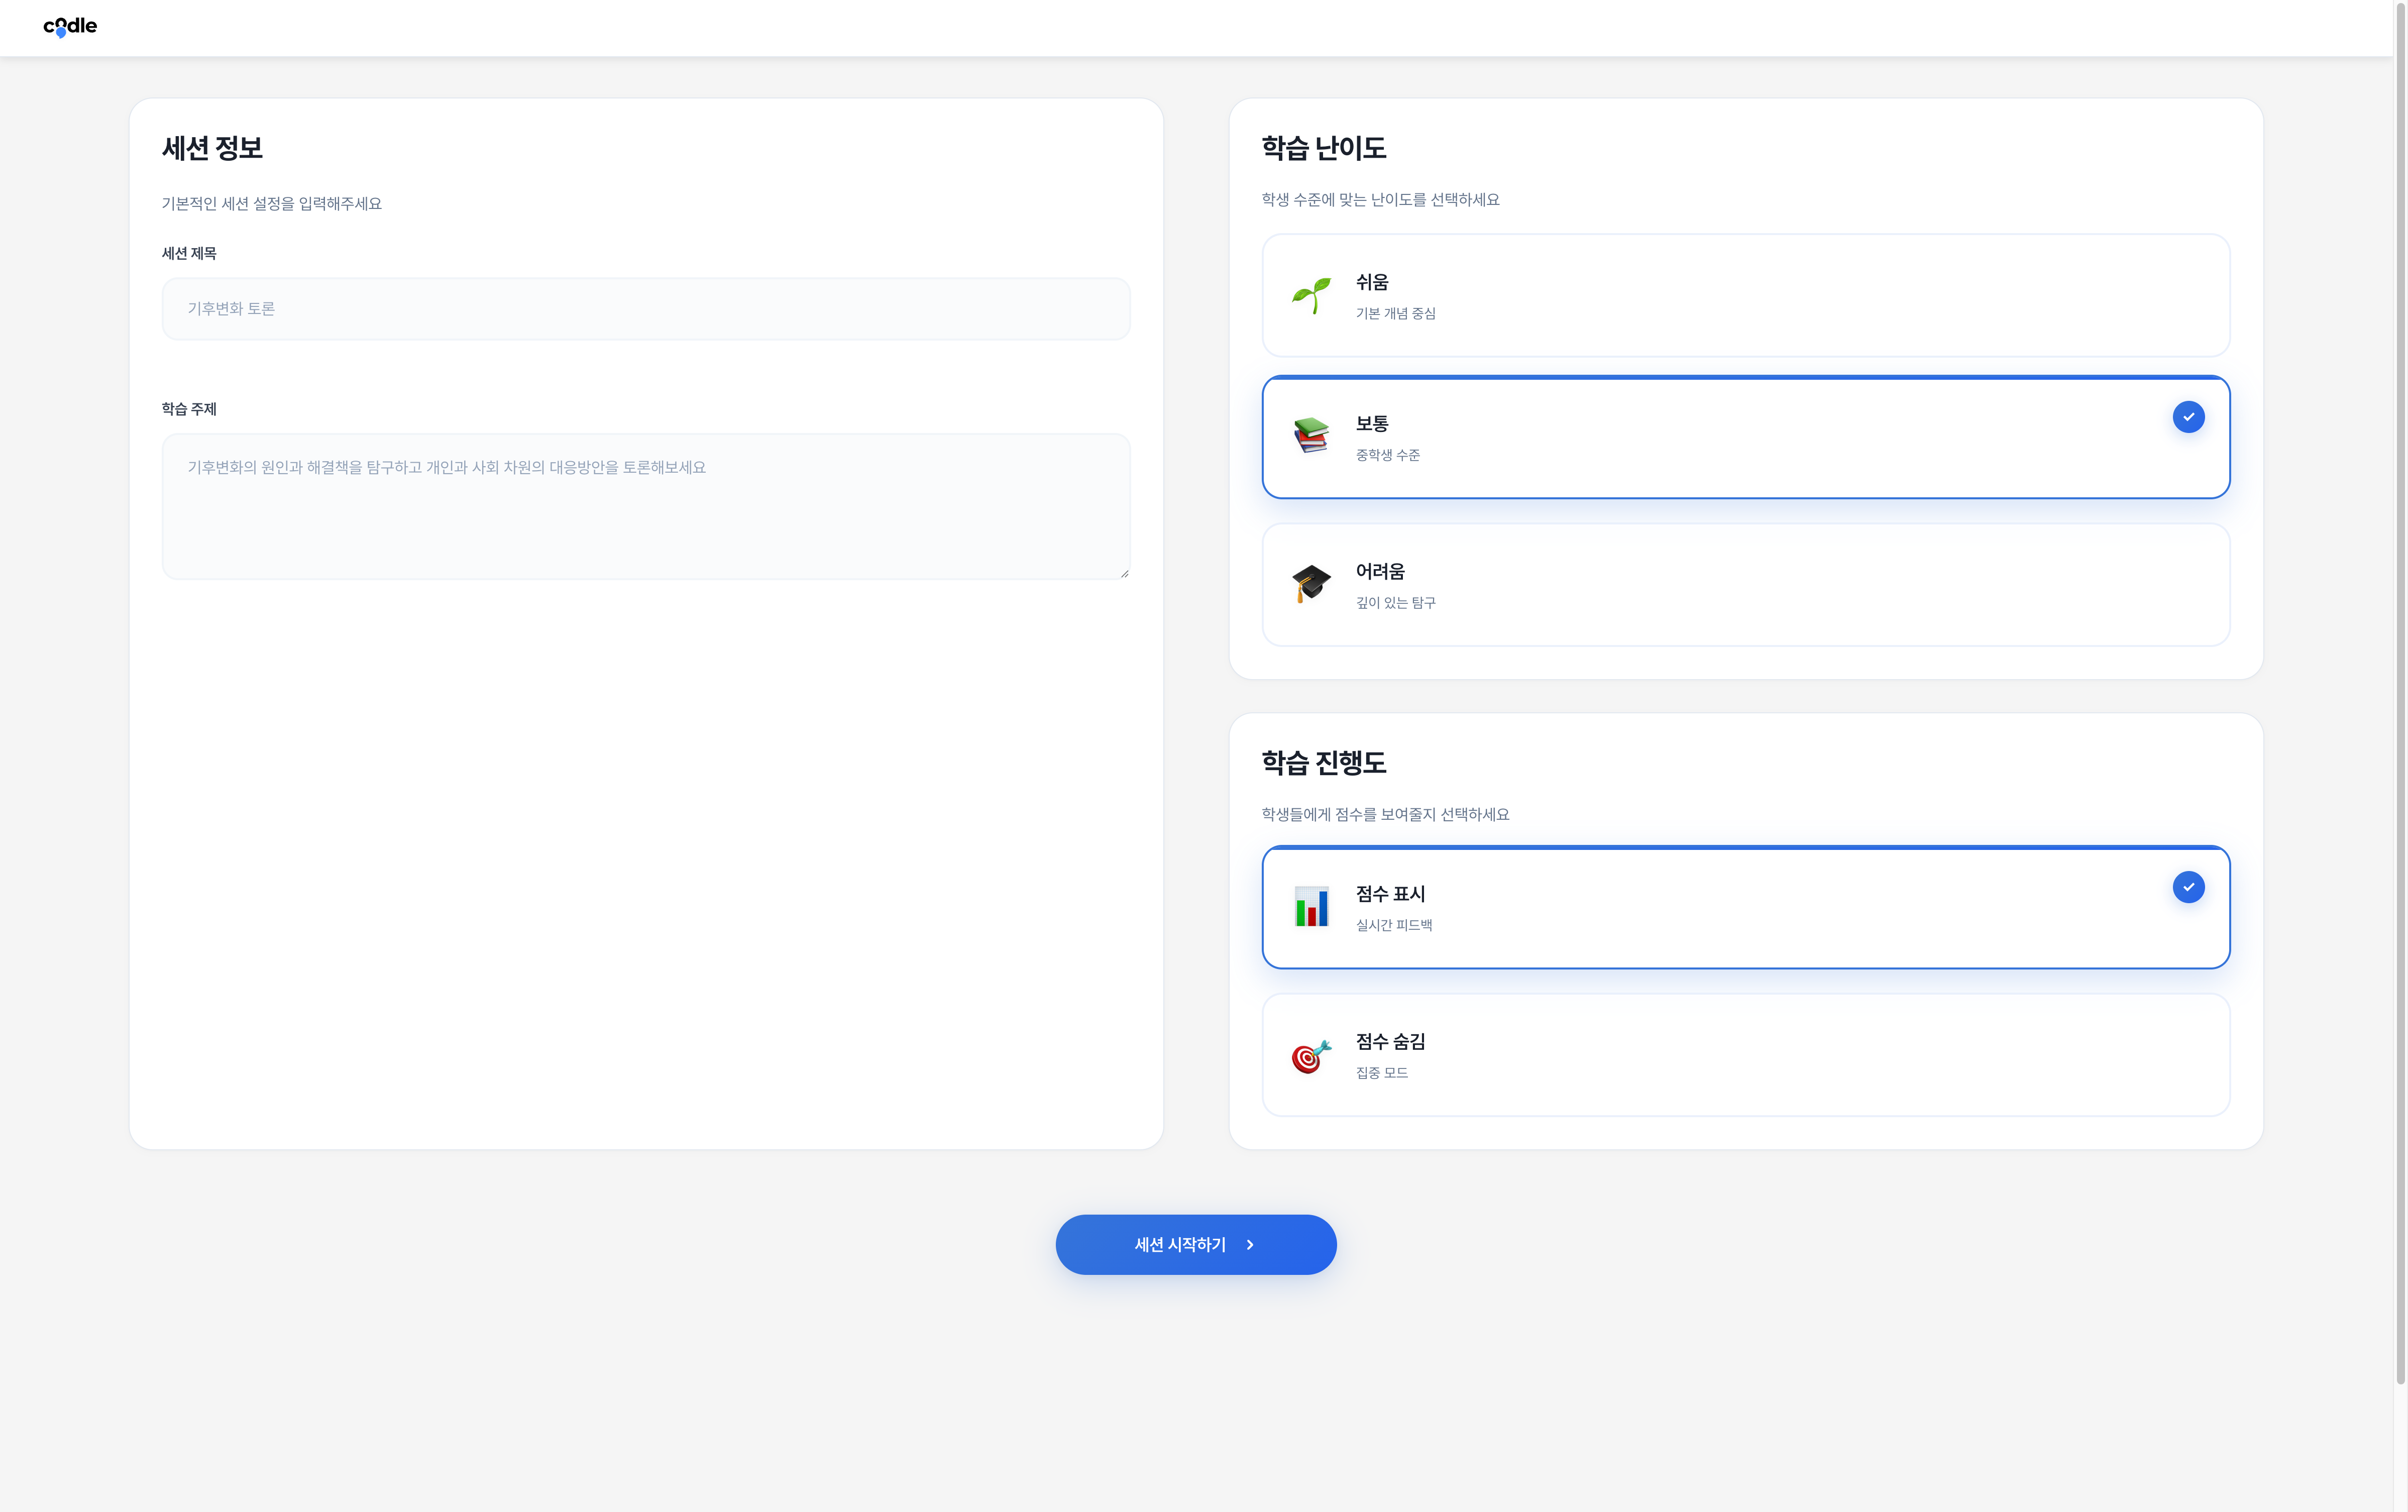 codle
세션 정보
기본적인 세션 설정을 입력해주세요
세션 제목
기후변화 토론
학습 주제
기후변화의 원인과 해결책을 탐구하고 개인과 사회 차원의 대응방안을 토론해보세요
학습 난이도
학생 수준에 맞는 난이도를 선택하세요
쉬움
기본 개념 중심
보통
중학생 수준
어려움
깊이 있는 탐구
학습 진행도
학생들에게 점수를 보여줄지 선택하세요
점수 표시
실시간 피드백
점수 숨김
집중 모드
세션 시작하기